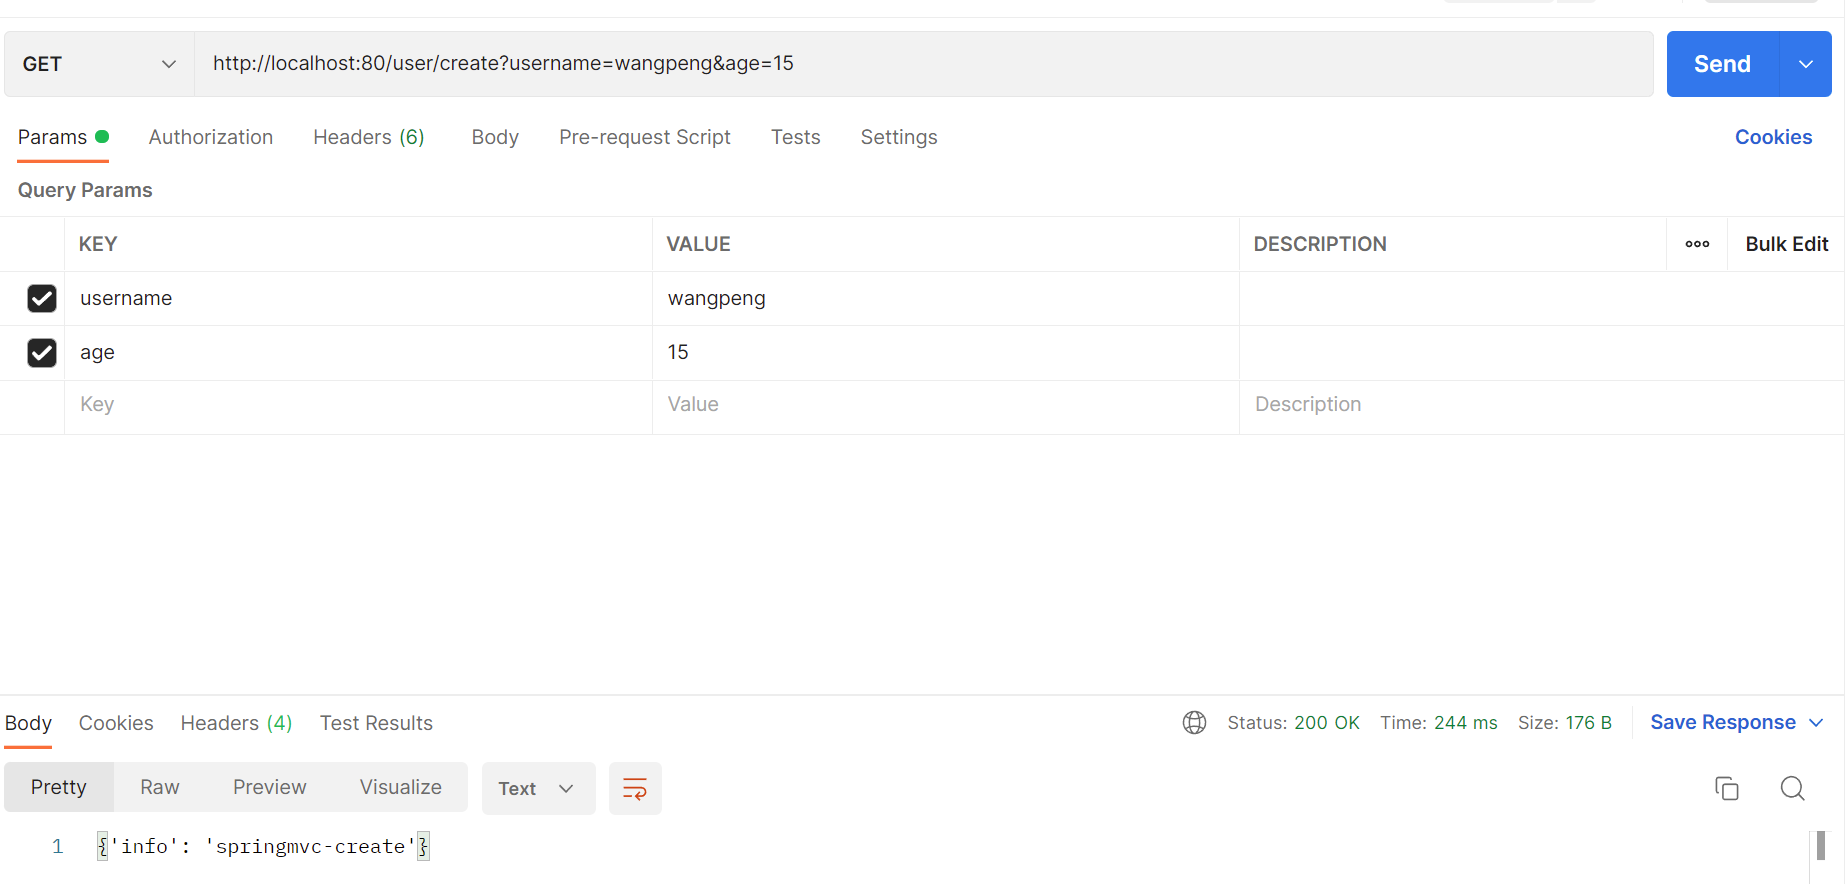 GET http://localhost:80/user/create?username=wangpeng&age=15 Send
Params Authorization Headers (6) Body Pre-request Script Tests Settings Cookies
Query Params
KEY VALUE DESCRIPTION ooo Bulk Edit
username wangpeng
age 15
Key Value Description
Body Cookies Headers (4) Test Results Status: 200 OK Time: 244 ms Size: 176 B Save Response
Pretty Raw Preview Visualize Text
1 {'info': 'springmvc-create'}